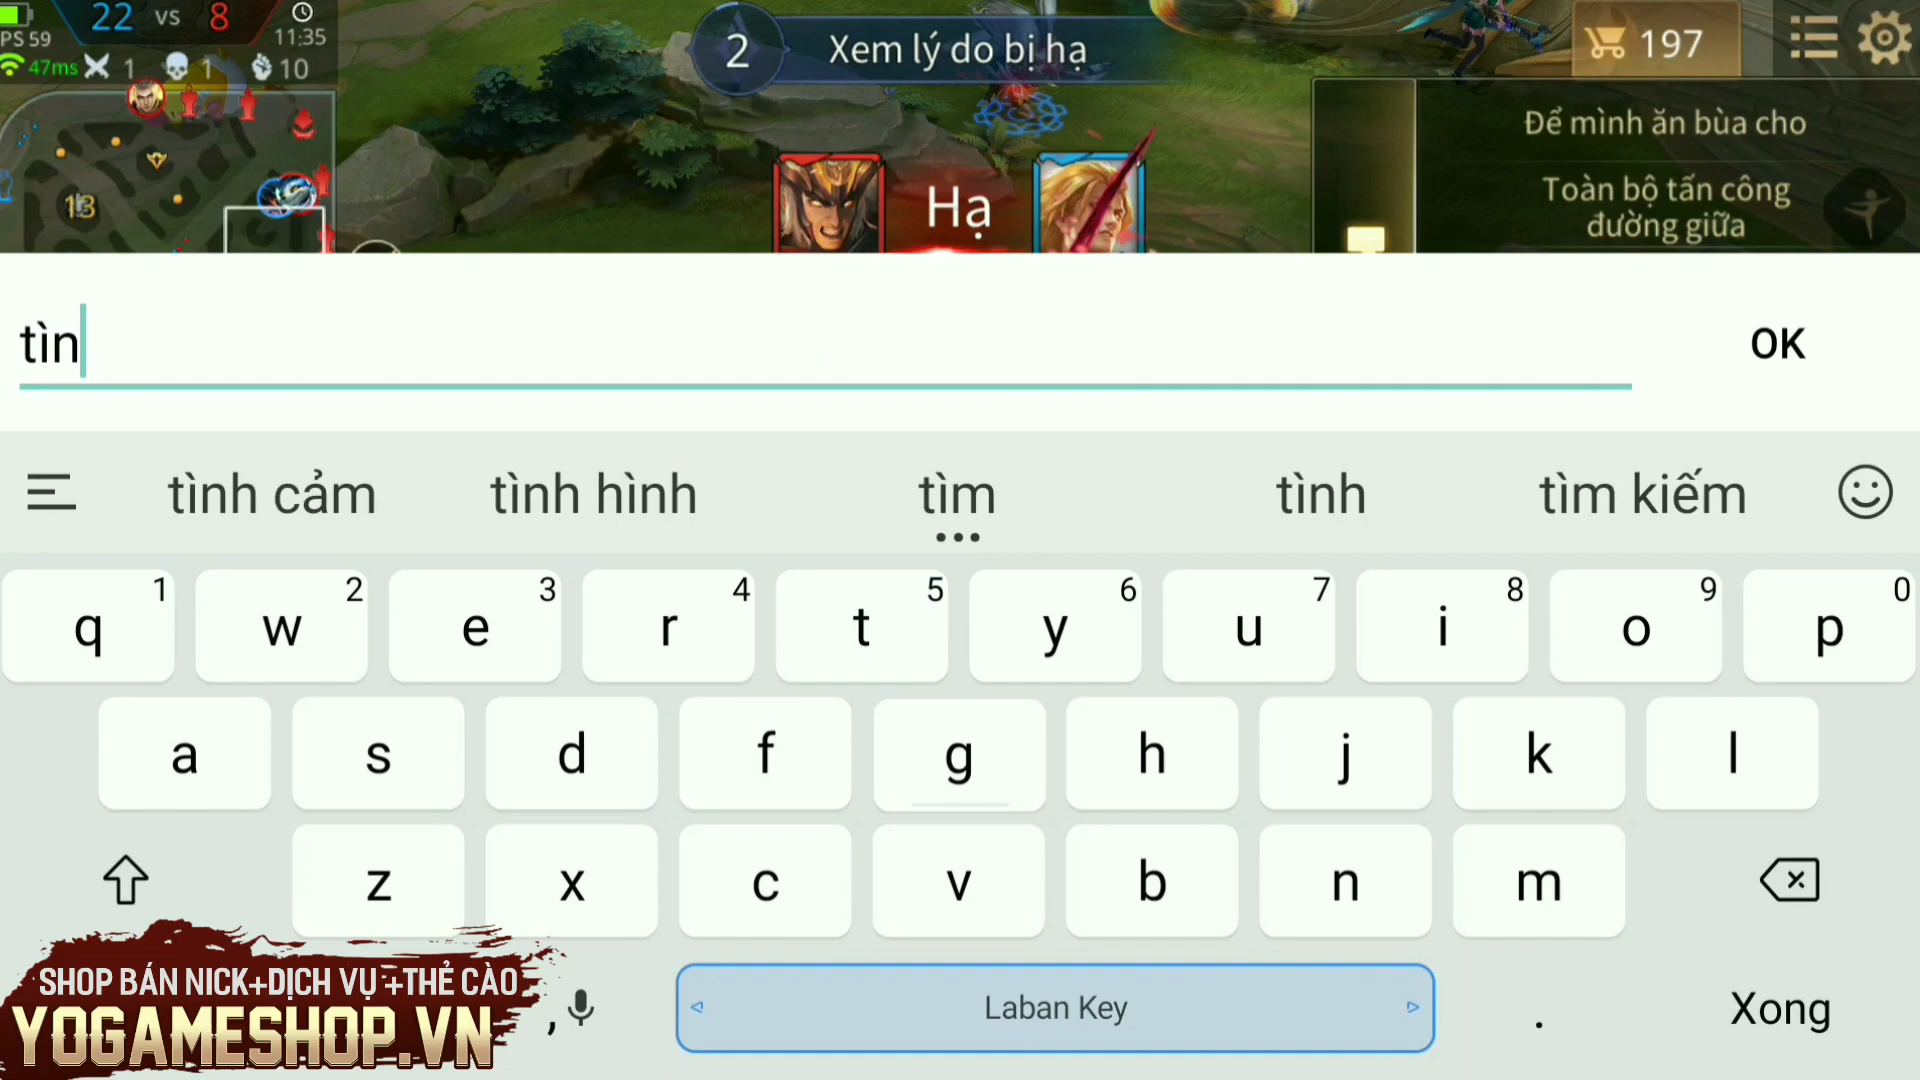 22 vs 8
11:35
PS 59
47ms 1 1 10
13
2
Xem lý do bị hạ
197
Hạ
Để mình ăn bùa cho
Toàn bộ tấn công
đường giữa
tìn
OK
tình cảm tình hình tìm tình tìm kiếm
1 2 3 4 5 6 7 8 9 0
q w e r t y u i o p
a s d f g h j k l
z x c v b n m
, Laban Key . Xong
SHOP BÁN NICK+DỊCH VỤ +THẺ CÀO
YOGAMESHOP.VN